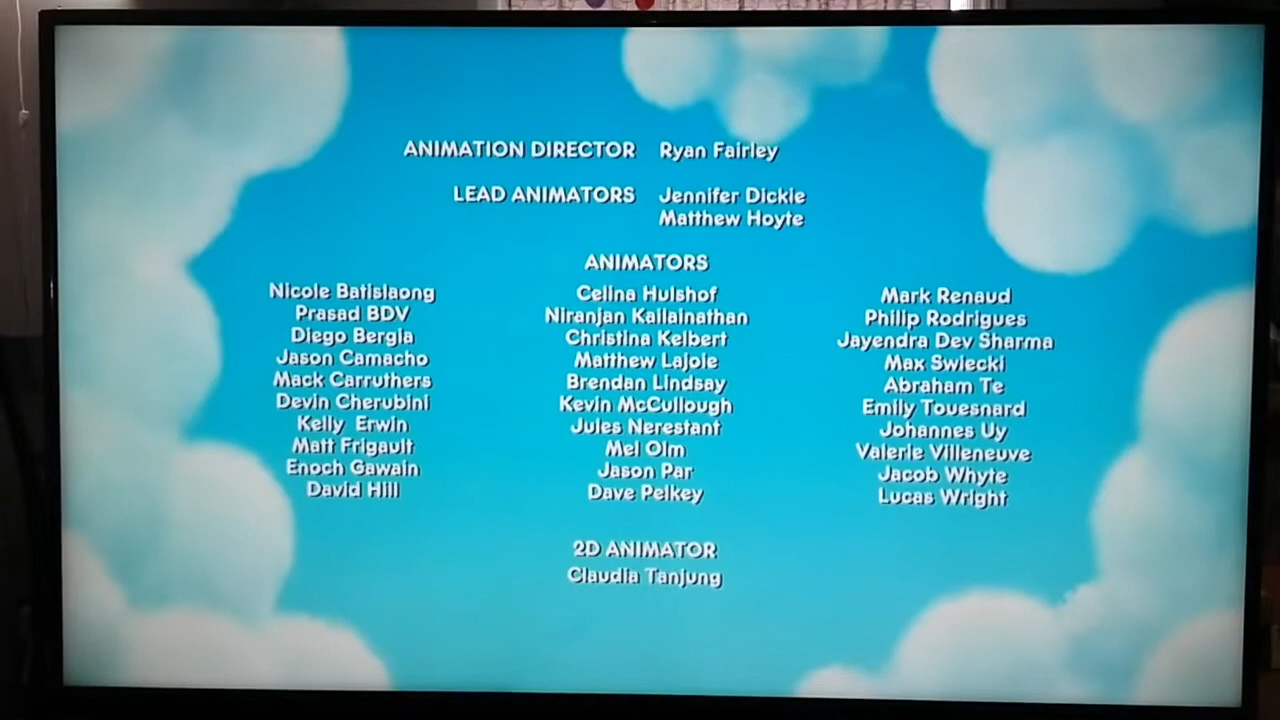 ANIMATION DIRECTOR Ryan Fairley
LEAD ANIMATORS Jennifer Dickie
Matthew Hoyte
ANIMATORS
Nicole Batislaong
Prasad BDV
Diego Bergia
Jason Camacho
Mack Carruthers
Devin Cherubini
Kelly Erwin
Matt Frigault
Enoch Gawain
David Hill
Celina Hulshof
Niranjan Kailainathan
Christina Kelbert
Matthew Lajoie
Brendan Lindsay
Kevin McCullough
Jules Nerestant
Mel Olm
Jason Par
Dave Pelkey
Mark Renaud
Philip Rodrigues
Jayendra Dev Sharma
Max Swiecki
Abraham Te
Emily Touesnard
Johannes Uy
Valerie Villeneuve
Jacob Whyte
Lucas Wright
2D ANIMATOR
Claudia Tanjung